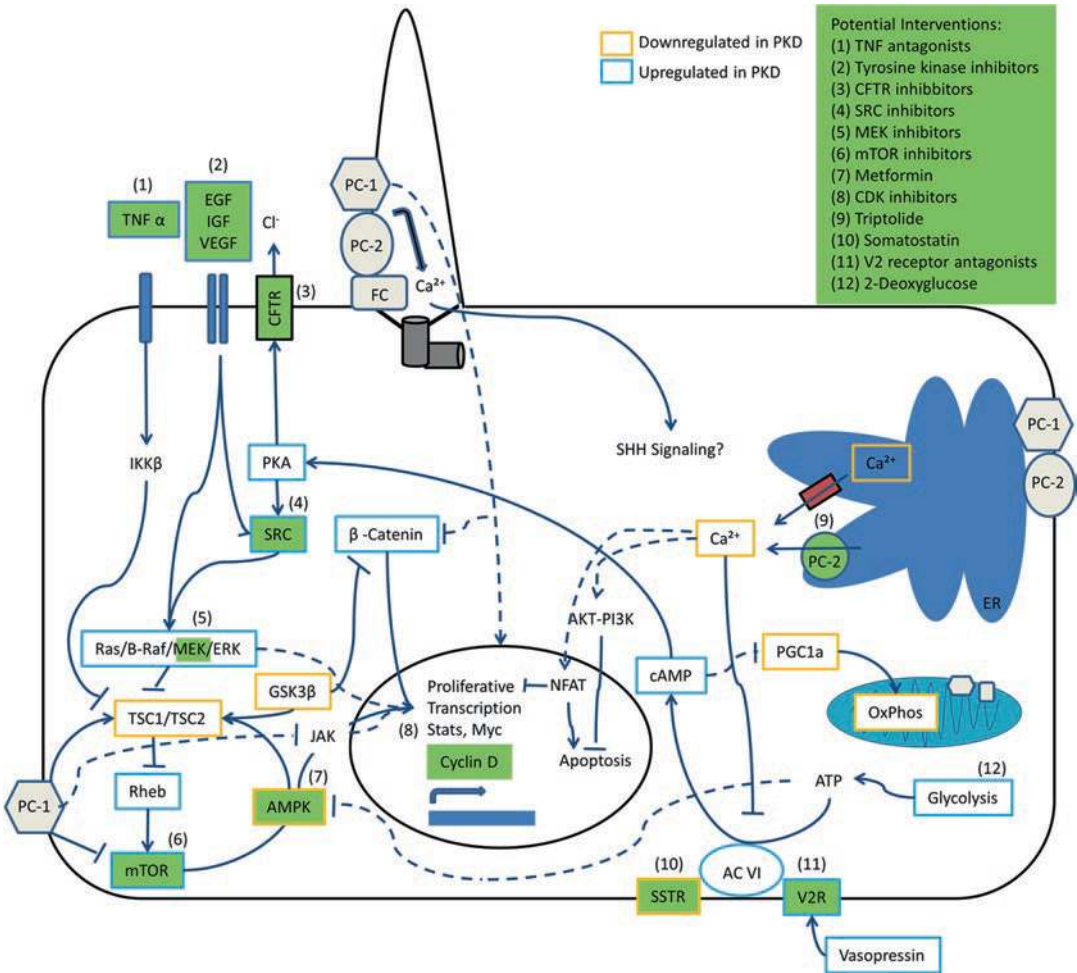 Downregulated in PKD
Upregulated in PKD
Potential Interventions:
(1) TNF antagonists
(2) Tyrosine kinase inhibitors
(3) CFTR inhibbitors
(4) SRC inhibitors
(5) MEK inhibitors
(6) mTOR inhibitors
(7) Metformin
(8) CDK inhibitors
(9) Triptolide
(10) Somatostatin
(11) V2 receptor antagonists
(12) 2-Deoxyglucose
(1)
TNF α
(2)
EGF
IGF
VEGF
Cl⁻
CFTR
(3)
PC-1
PC-2
FC
Ca²⁺
IKKβ
PKA
(4)
SRC
SHH Signaling?
β -Catenin
Ca²⁺
Ca²⁺
(9)
PC-2
ER
PC-1
PC-2
AKT-PI3K
(5)
Ras/B-Raf/MEK/ERK
GSK3β
TSC1/TSC2
JAK
(8)
Proliferative
Transcription
Stats, Myc
Cyclin D
NFAT
Apoptosis
cAMP
PGC1a
OxPhos
PC-1
Rheb
(7)
AMPK
(6)
mTOR
ATP
(12)
Glycolysis
(10)
SSTR
AC VI
(11)
V2R
Vasopressin